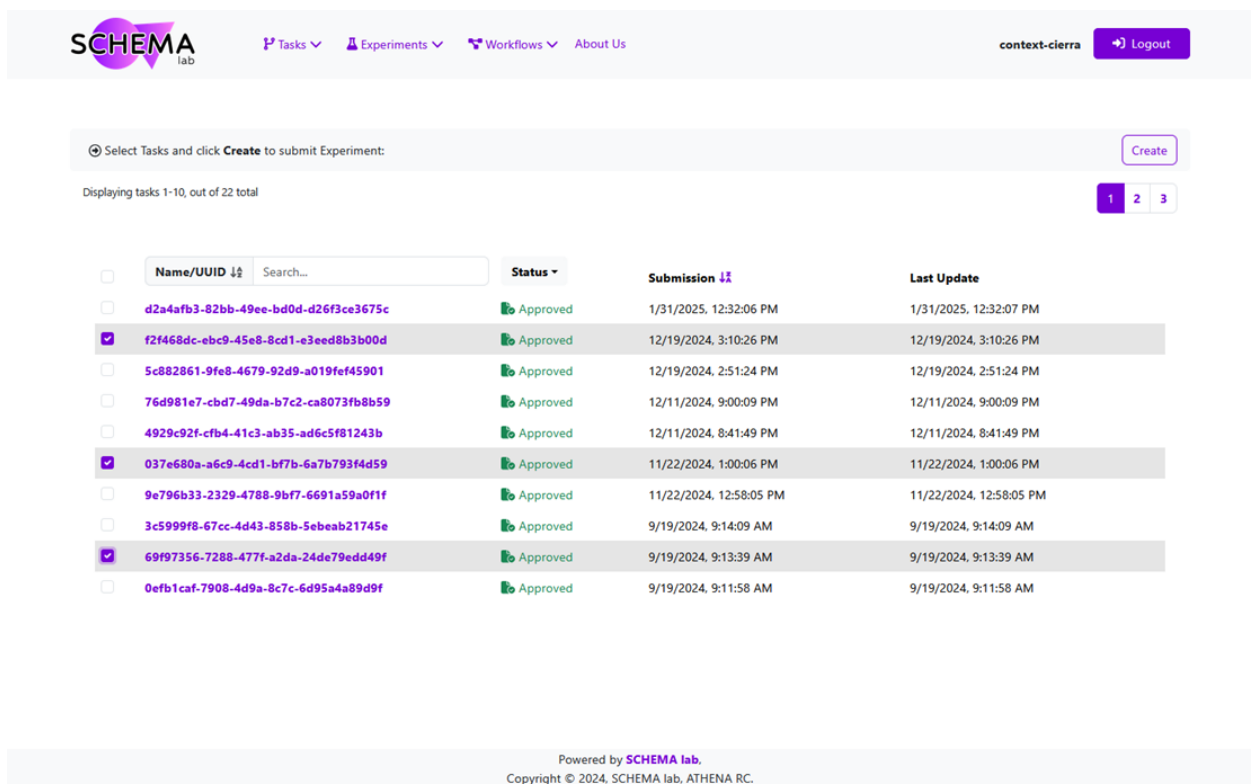 SCHEMA lab
Tasks Experiments Workflows About Us context-cierra Logout
Select Tasks and click Create to submit Experiment: Create
Displaying tasks 1-10, out of 22 total 1 2 3
Name/UUID Search... Status Submission Last Update
d2a4afb3-82bb-49ee-bd0d-d26f3ce3675c Approved 1/31/2025, 12:32:06 PM 1/31/2025, 12:32:07 PM
f2f468dc-ebc9-45e8-8cd1-e3eed8b3b00d Approved 12/19/2024, 3:10:26 PM 12/19/2024, 3:10:26 PM
5c882861-9fe8-4679-92d9-a019fef45901 Approved 12/19/2024, 2:51:24 PM 12/19/2024, 2:51:24 PM
76d981e7-cbd7-49da-b7c2-ca8073fb8b59 Approved 12/11/2024, 9:00:09 PM 12/11/2024, 9:00:09 PM
4929c92f-cfb4-41c3-ab35-ad6c5f81243b Approved 12/11/2024, 8:41:49 PM 12/11/2024, 8:41:49 PM
037e680a-a6c9-4cd1-bf7b-6a7b793f4d59 Approved 11/22/2024, 1:00:06 PM 11/22/2024, 1:00:06 PM
9e796b33-2329-4788-9bf7-6691a59a0f1f Approved 11/22/2024, 12:58:05 PM 11/22/2024, 12:58:05 PM
3c5999f8-67cc-4d43-858b-5ebeab21745e Approved 9/19/2024, 9:14:09 AM 9/19/2024, 9:14:09 AM
69f97356-7288-477f-a2da-24de79edd49f Approved 9/19/2024, 9:13:39 AM 9/19/2024, 9:13:39 AM
0efb1caf-7908-4d9a-8c7c-6d95a4a89d9f Approved 9/19/2024, 9:11:58 AM 9/19/2024, 9:11:58 AM
Powered by SCHEMA lab,
Copyright © 2024, SCHEMA lab, ATHENA RC.